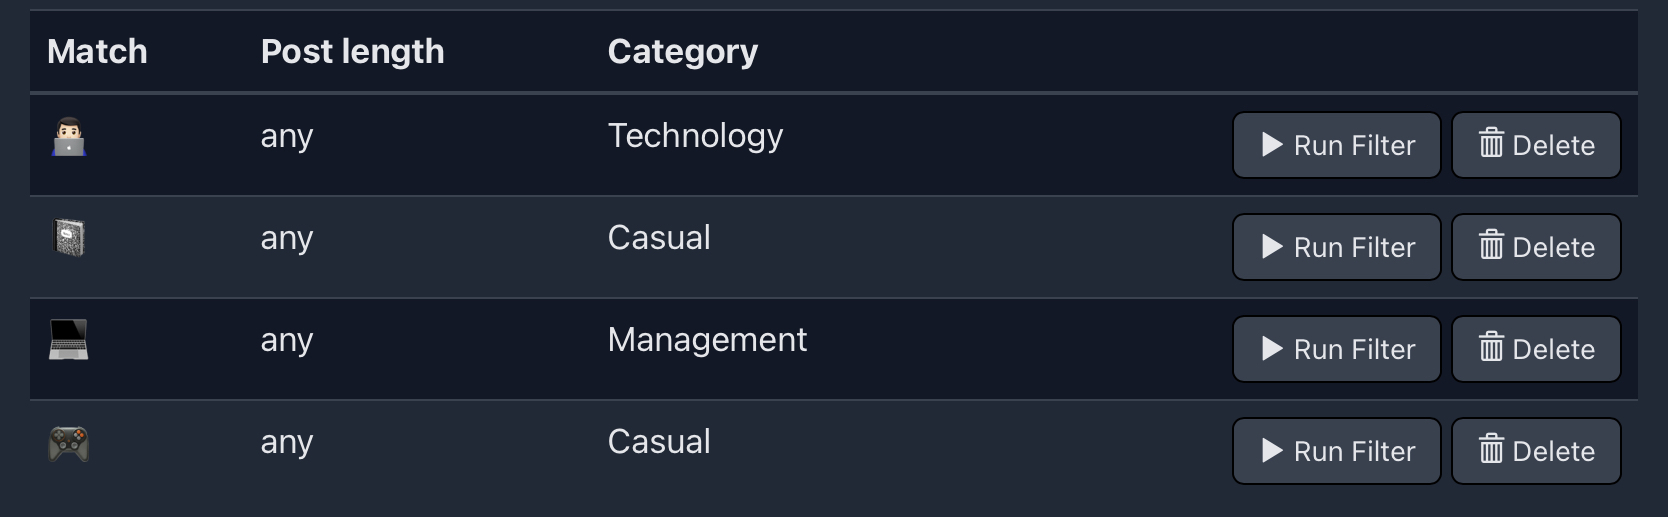 Match Post length Category
any Technology Run Filter Delete
any Casual Run Filter Delete
any Management Run Filter Delete
any Casual Run Filter Delete